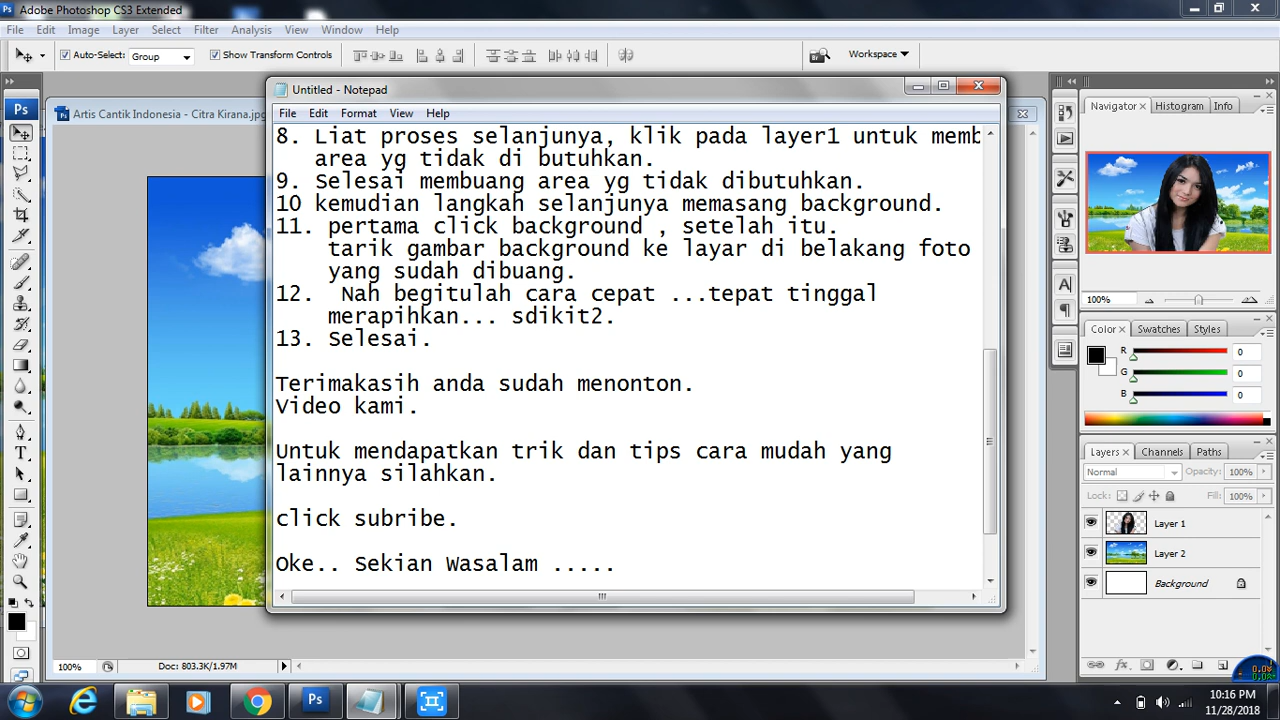 Adobe Photoshop CS3 Extended
File Edit Image Layer Select Filter Analysis View Window Help
Auto-Select: Group Show Transform Controls Workspace
Artis Cantik Indonesia - Citra Kirana.jpg
Untitled - Notepad
File Edit Format View Help
8. Liat proses selanjunya, klik pada layer1 untuk memb
area yg tidak di butuhkan.
9. Selesai membuang area yg tidak dibutuhkan.
10 kemudian langkah selanjunya memasang background.
11. pertama click background , setelah itu.
tarik gambar background ke layar di belakang foto
yang sudah dibuang.
12. Nah begitulah cara cepat ...tepat tinggal
merapihkan... sdikit2.
13. Selesai.
Terimakasih anda sudah menonton.
Video kami.
Untuk mendapatkan trik dan tips cara mudah yang
lainnya silahkan.
click subribe.
Oke.. Sekian Wasalam .....
Navigator Histogram Info
100%
Color Swatches Styles
R 0
G 0
B 0
Layers Channels Paths
Normal Opacity: 100%
Lock: Fill: 100%
Layer 1
Layer 2
Background
100% Doc: 803.3K/1.97M
Ps
Ps
10:16 PM
11/28/2018